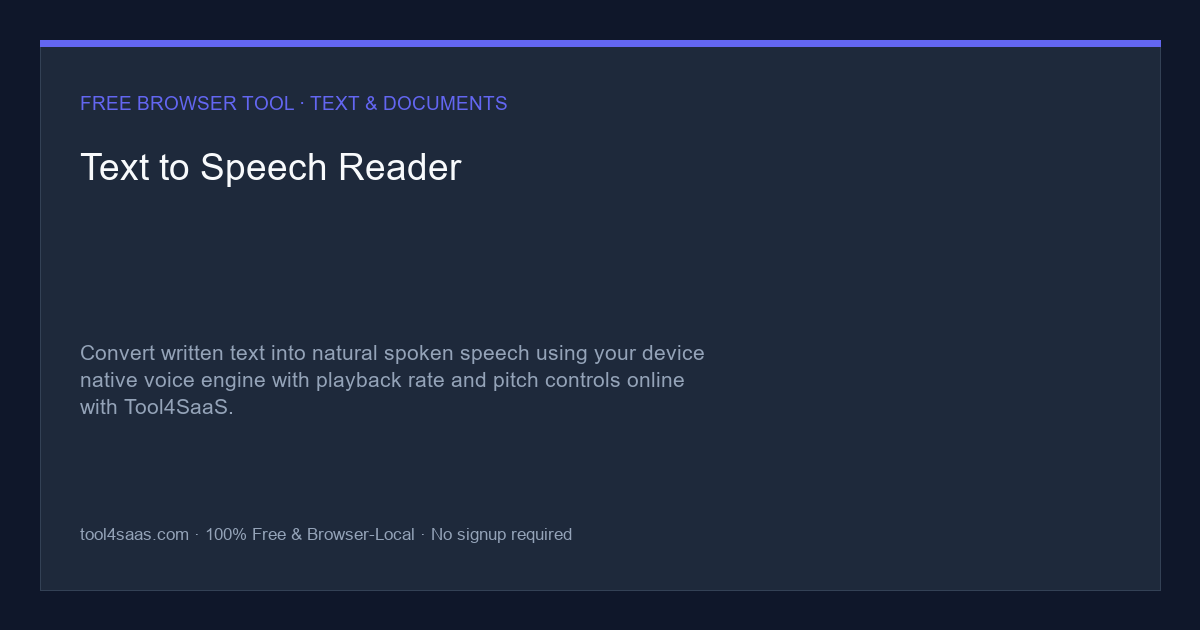 FREE BROWSER TOOL · TEXT & DOCUMENTS
Text to Speech Reader
Convert written text into natural spoken speech using your device
native voice engine with playback rate and pitch controls online
with Tool4SaaS.
tool4saas.com · 100% Free & Browser-Local · No signup required